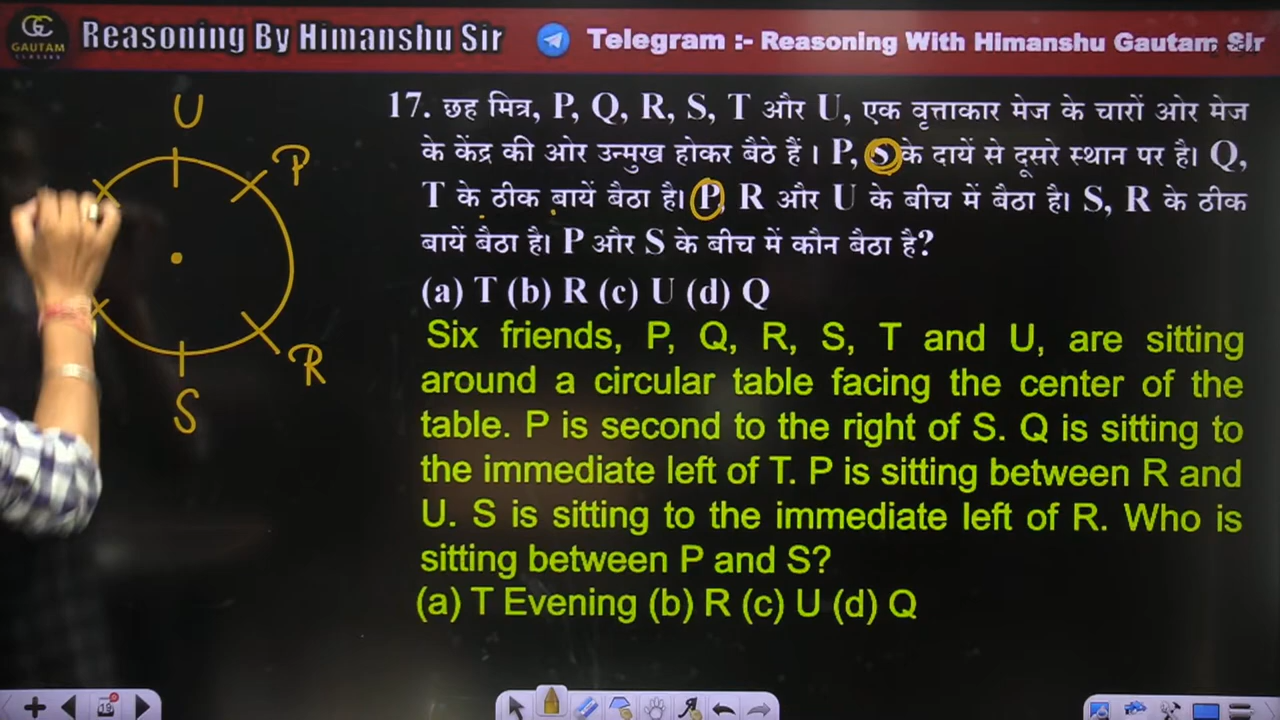 GC
GAUTAM
CLASSES
Reasoning By Himanshu Sir
Telegram :- Reasoning With Himanshu Gautam Sir
17. छह मित्र, P, Q, R, S, T और U, एक वृत्ताकार मेज के चारों ओर मेज
के केंद्र की ओर उन्मुख होकर बैठे हैं । P, S के दायें से दूसरे स्थान पर है। Q,
T के ठीक बायें बैठा है। P, R और U के बीच में बैठा है। S, R के ठीक
बायें बैठा है। P और S के बीच में कौन बैठा है?
(a) T (b) R (c) U (d) Q
Six friends, P, Q, R, S, T and U, are sitting
around a circular table facing the center of the
table. P is second to the right of S. Q is sitting to
the immediate left of T. P is sitting between R and
U. S is sitting to the immediate left of R. Who is
sitting between P and S?
(a) T Evening (b) R (c) U (d) Q
U
P
R
S
19